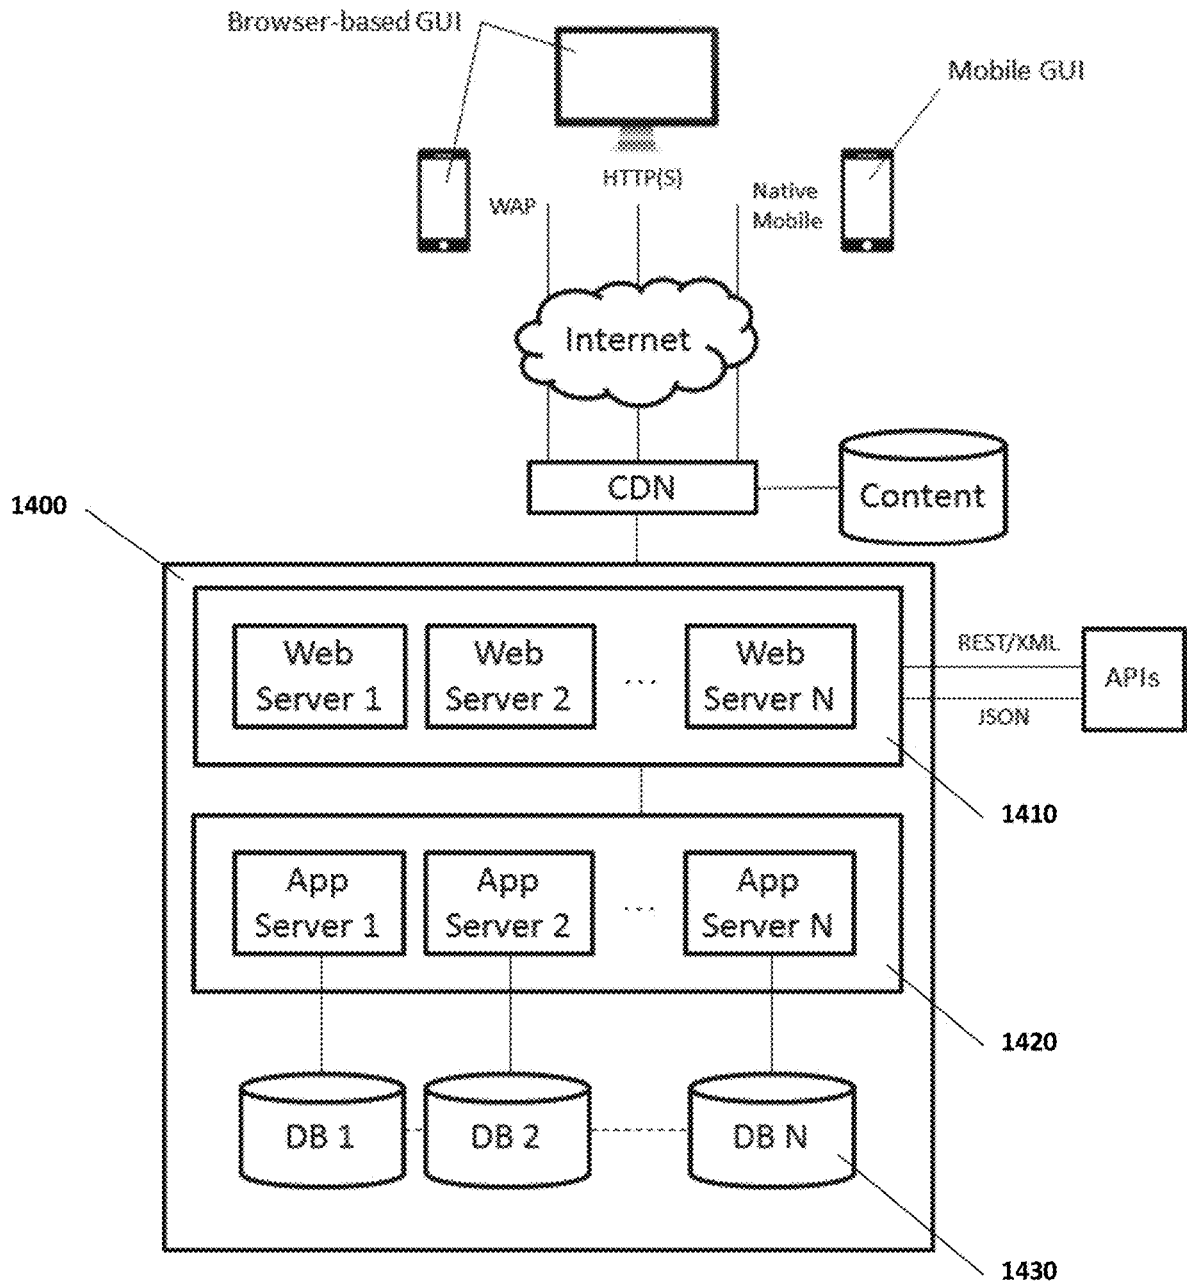 Browser-based GUI
Mobile GUI
HTTP(S)
WAP
Native
Mobile
Internet
CDN
Content
1400
Web
Server 1
Web
Server 2
...
Web
Server N
REST/XML
JSON
APIs
1410
App
Server 1
App
Server 2
...
App
Server N
1420
DB 1
DB 2
DB N
1430